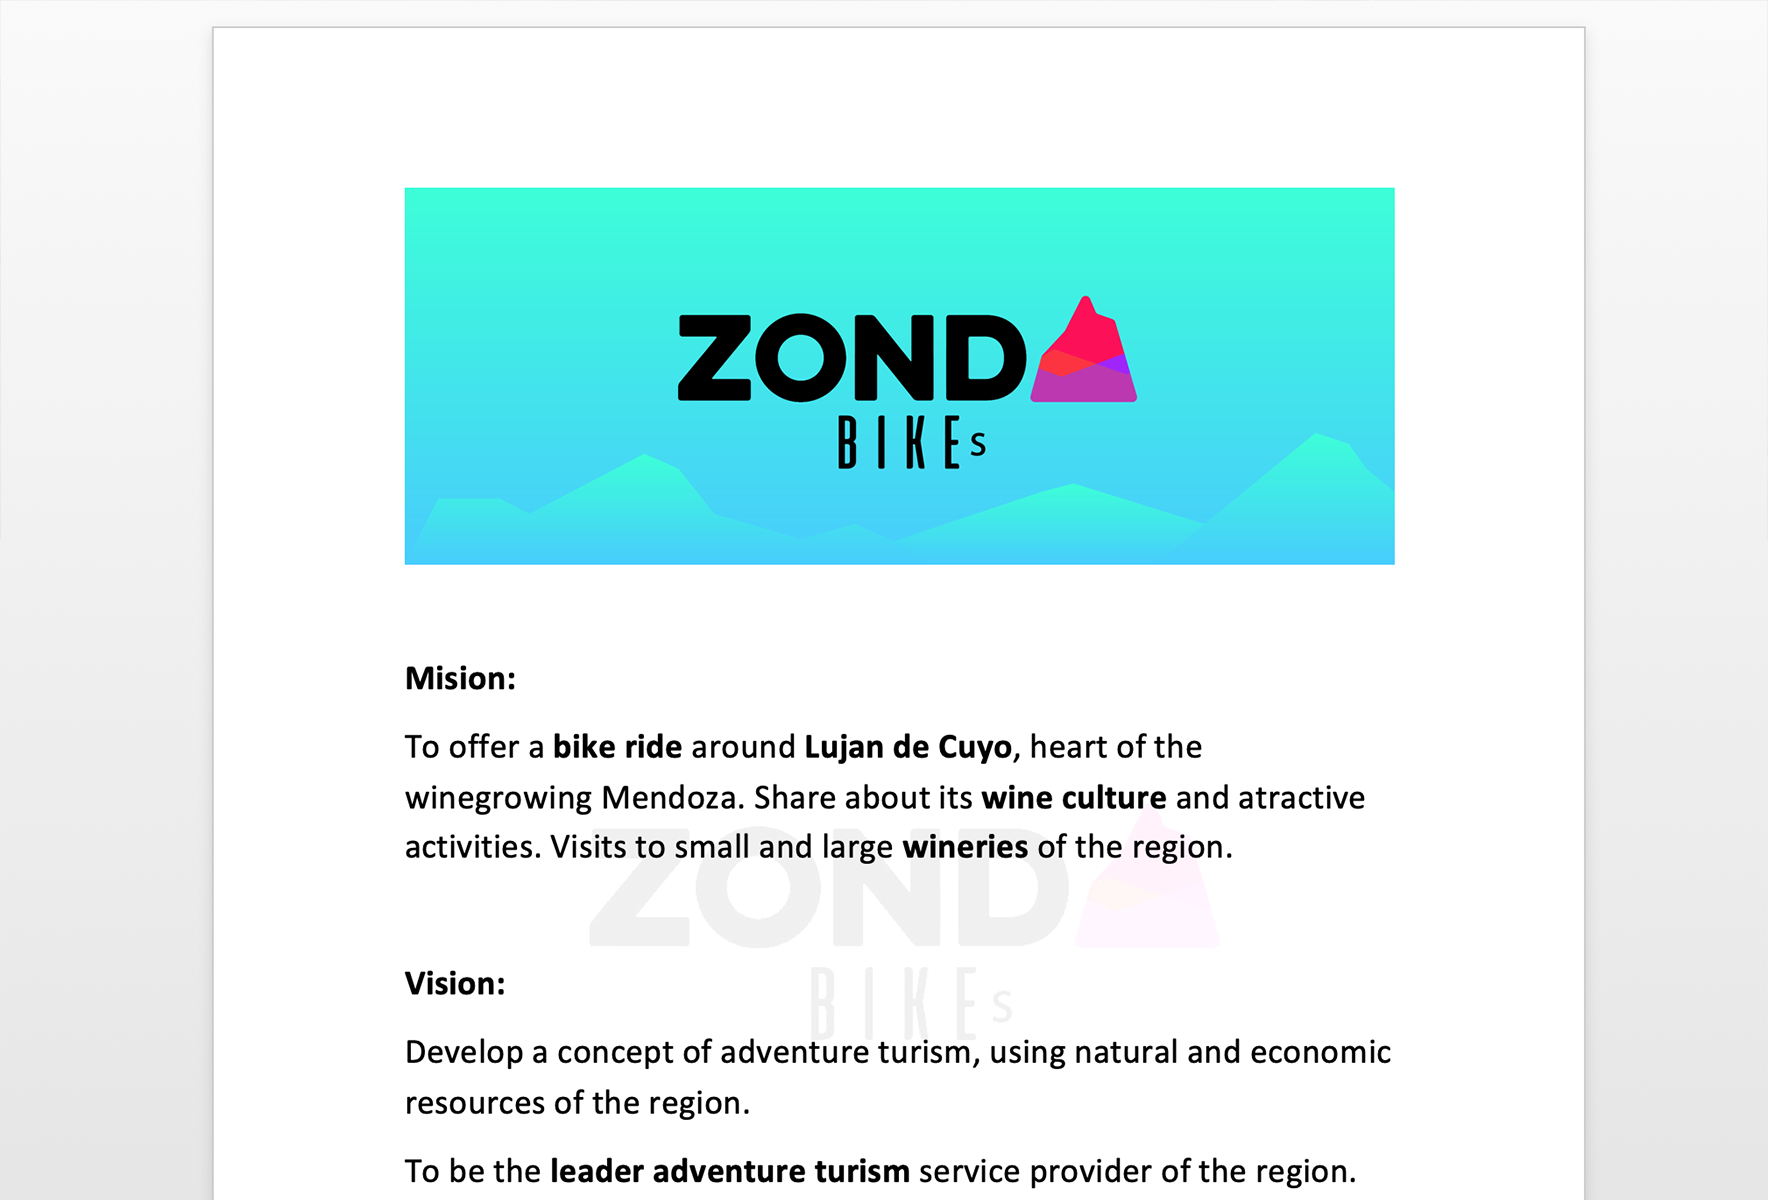 ZONDA
BIKEs
Mision:
To offer a bike ride around Lujan de Cuyo, heart of the
winegrowing Mendoza. Share about its wine culture and atractive
activities. Visits to small and large wineries of the region.
ZONDA
BIKEs
Vision:
Develop a concept of adventure turism, using natural and economic
resources of the region.
To be the leader adventure turism service provider of the region.